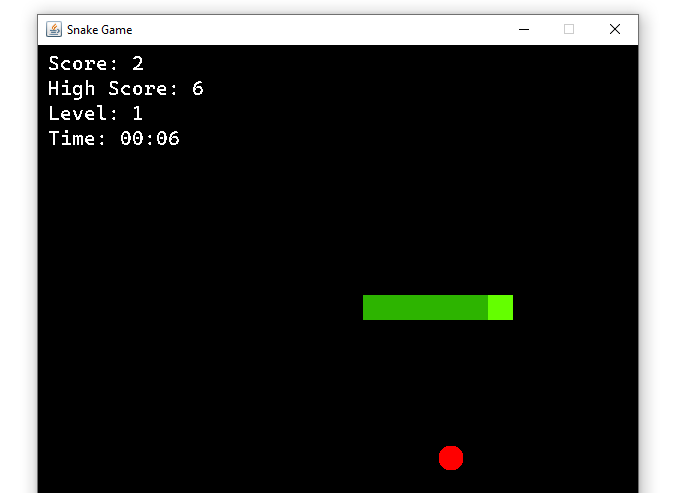 Snake Game
Score: 2
High Score: 6
Level: 1
Time: 00:06